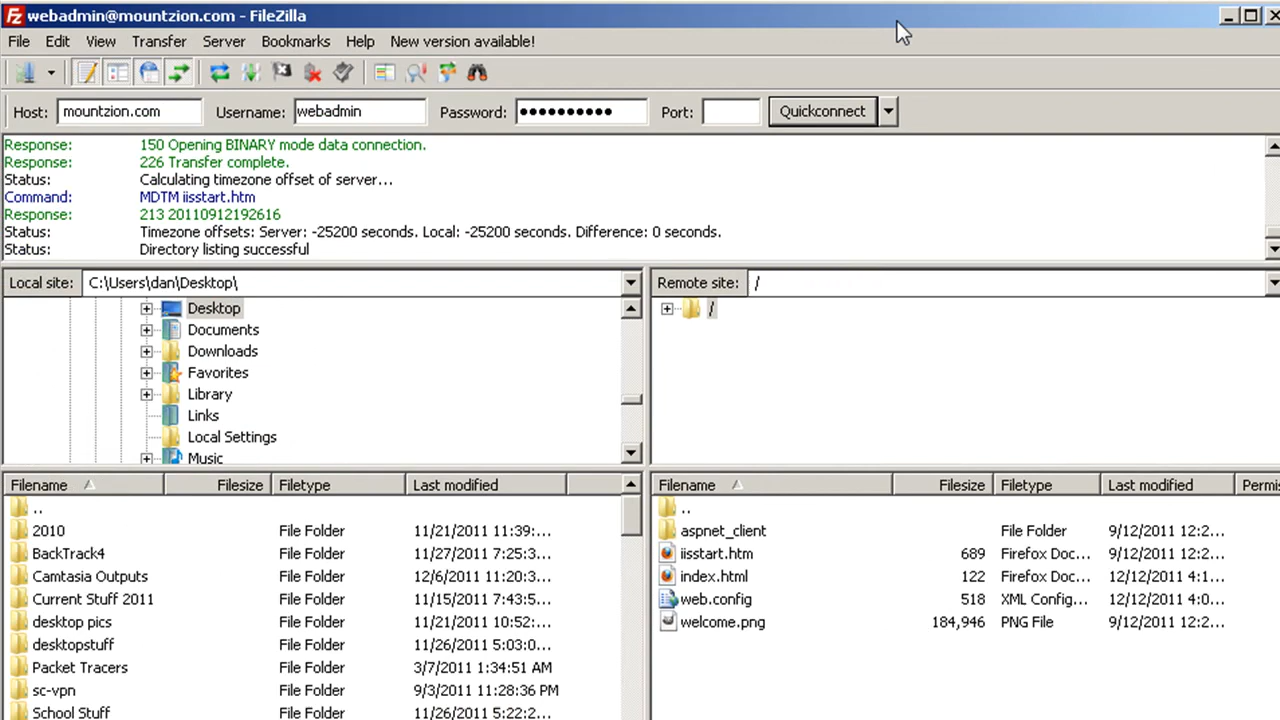 webadmin@mountzion.com - FileZilla
File Edit View Transfer Server Bookmarks Help New version available!
Host: mountzion.com Username: webadmin Password: ●●●●●●●●●● Port: Quickconnect
Response: 150 Opening BINARY mode data connection.
Response: 226 Transfer complete.
Status: Calculating timezone offset of server...
Command: MDTM iisstart.htm
Response: 213 20110912192616
Status: Timezone offsets: Server: -25200 seconds. Local: -25200 seconds. Difference: 0 seconds.
Status: Directory listing successful
Local site: C:\Users\dan\Desktop\
Desktop
Documents
Downloads
Favorites
Library
Links
Local Settings
Music
Remote site: /
/
Filename Filesize Filetype Last modified
..
2010 File Folder 11/21/2011 11:39:...
BackTrack4 File Folder 11/27/2011 7:25:3...
Camtasia Outputs File Folder 12/6/2011 11:20:3...
Current Stuff 2011 File Folder 11/15/2011 7:43:5...
desktop pics File Folder 11/21/2011 10:52:...
desktopstuff File Folder 11/26/2011 5:03:0...
Packet Tracers File Folder 3/7/2011 1:34:51 AM
sc-vpn File Folder 9/3/2011 11:28:36 PM
School Stuff File Folder 11/26/2011 5:22:2...
Filename Filesize Filetype Last modified Permis
..
aspnet_client File Folder 9/12/2011 12:2...
iisstart.htm 689 Firefox Doc... 9/12/2011 12:2...
index.html 122 Firefox Doc... 12/12/2011 4:1...
web.config 518 XML Config... 12/12/2011 4:0...
welcome.png 184,946 PNG File 9/12/2011 12:2...